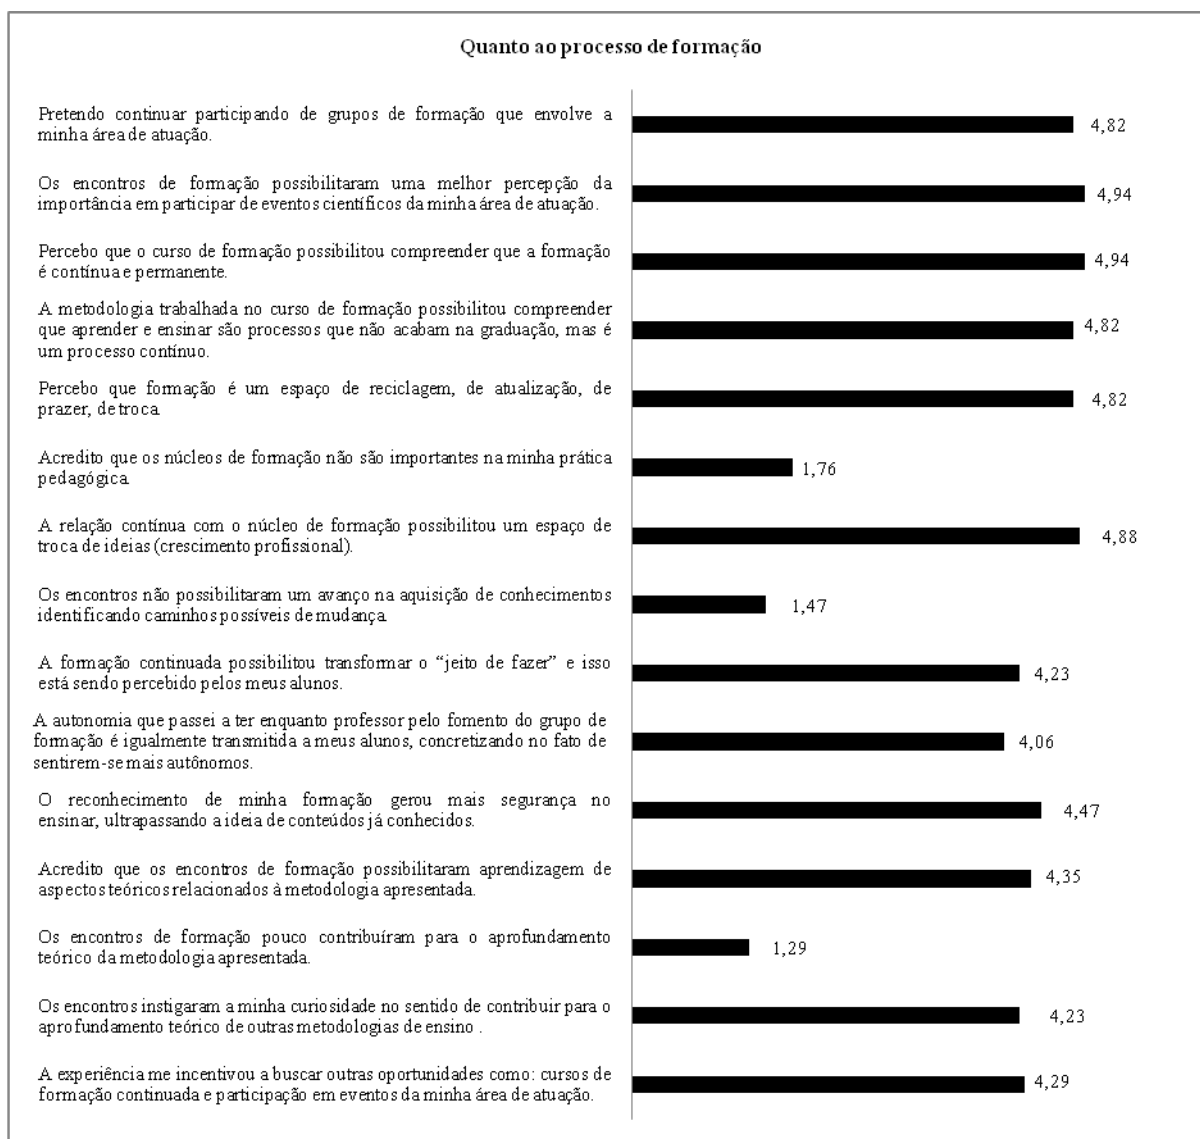 Quanto ao processo de formação
Pretendo continuar participando de grupos de formação que envolve a
minha área de atuação.
4,82
Os encontros de formação possibilitaram uma melhor percepção da
importância em participar de eventos científicos da minha área de atuação.
4,94
Percebo que o curso de formação possibilitou compreender que a formação
é contínua e permanente.
4,94
A metodologia trabalhada no curso de formação possibilitou compreender
que aprender e ensinar são processos que não acabam na graduação, mas é
um processo contínuo.
4,82
Percebo que formação é um espaço de reciclagem, de atualização, de
prazer, de troca.
4,82
Acredito que os núcleos de formação não são importantes na minha prática
pedagógica.
1,76
A relação contínua com o núcleo de formação possibilitou um espaço de
troca de ideias (crescimento profissional).
4,88
Os encontros não possibilitaram um avanço na aquisição de conhecimentos
identificando caminhos possíveis de mudança.
1,47
A formação continuada possibilitou transformar o “jeito de fazer” e isso
está sendo percebido pelos meus alunos.
4,23
A autonomia que passei a ter enquanto professor pelo fomento do grupo de
formação é igualmente transmitida a meus alunos, concretizando no fato de
sentirem-se mais autônomos.
4,06
O reconhecimento de minha formação gerou mais segurança no
ensinar, ultrapassando a ideia de conteúdos já conhecidos.
4,47
Acredito que os encontros de formação possibilitaram aprendizagem de
aspectos teóricos relacionados à metodologia apresentada.
4,35
Os encontros de formação pouco contribuíram para o aprofundamento
teórico da metodologia apresentada.
1,29
Os encontros instigaram a minha curiosidade no sentido de contribuir para o
aprofundamento teórico de outras metodologias de ensino .
4,23
A experiência me incentivou a buscar outras oportunidades como: cursos de
formação continuada e participação em eventos da minha área de atuação.
4,29